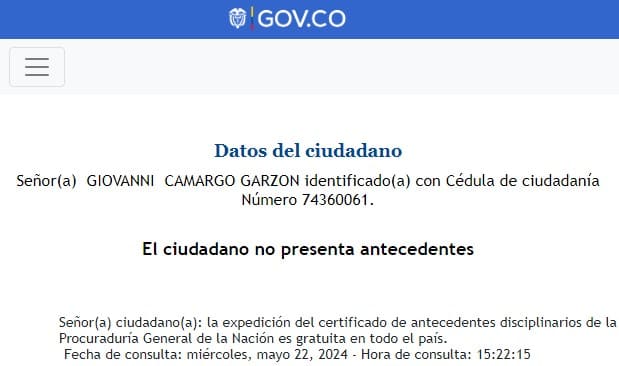 GOV.CO
Datos del ciudadano
Señor(a) GIOVANNI CAMARGO GARZON identificado(a) con Cédula de ciudadanía
Número 74360061.
El ciudadano no presenta antecedentes
Señor(a) ciudadano(a): la expedición del certificado de antecedentes disciplinarios de la
Procuraduría General de la Nación es gratuita en todo el país.
Fecha de consulta: miércoles, mayo 22, 2024 - Hora de consulta: 15:22:15